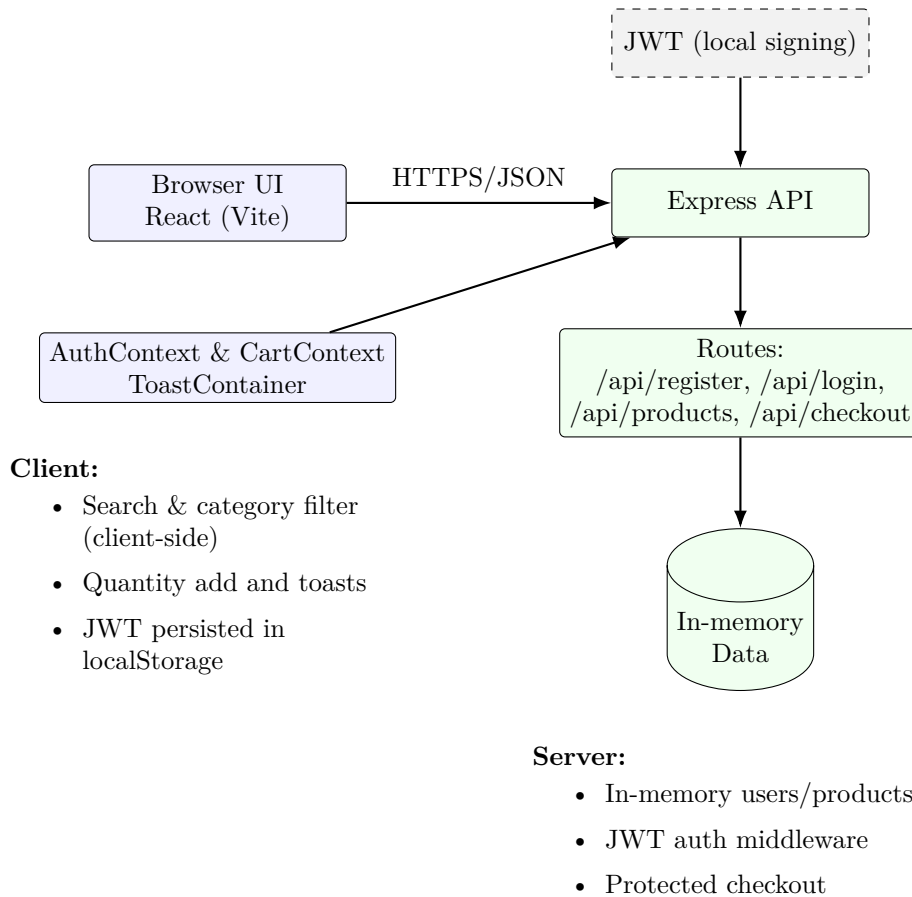 JWT (local signing)
Browser UI
React (Vite)
HTTPS/JSON
Express API
AuthContext & CartContext
ToastContainer
Routes:
/api/register, /api/login,
/api/products, /api/checkout
Client:
• Search & category filter
(client-side)
• Quantity add and toasts
• JWT persisted in
localStorage
In-memory
Data
Server:
• In-memory users/products
• JWT auth middleware
• Protected checkout